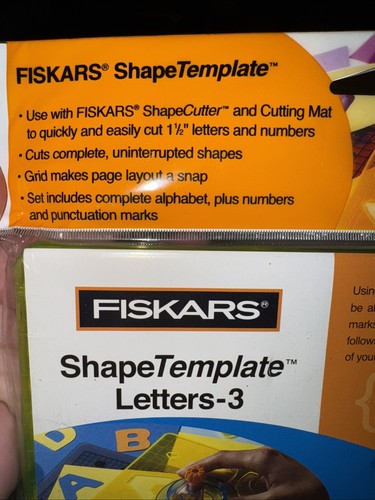 FISKARS® ShapeTemplate™
• Use with FISKARS® ShapeCutter™ and Cutting Mat
to quickly and easily cut 1½" letters and numbers
• Cuts complete, uninterrupted shapes
• Grid makes page layout a snap
• Set includes complete alphabet, plus numbers
and punctuation marks
FISKARS®
ShapeTemplate™
Letters-3
Usin
be a
marks
follow
of you
D B
A